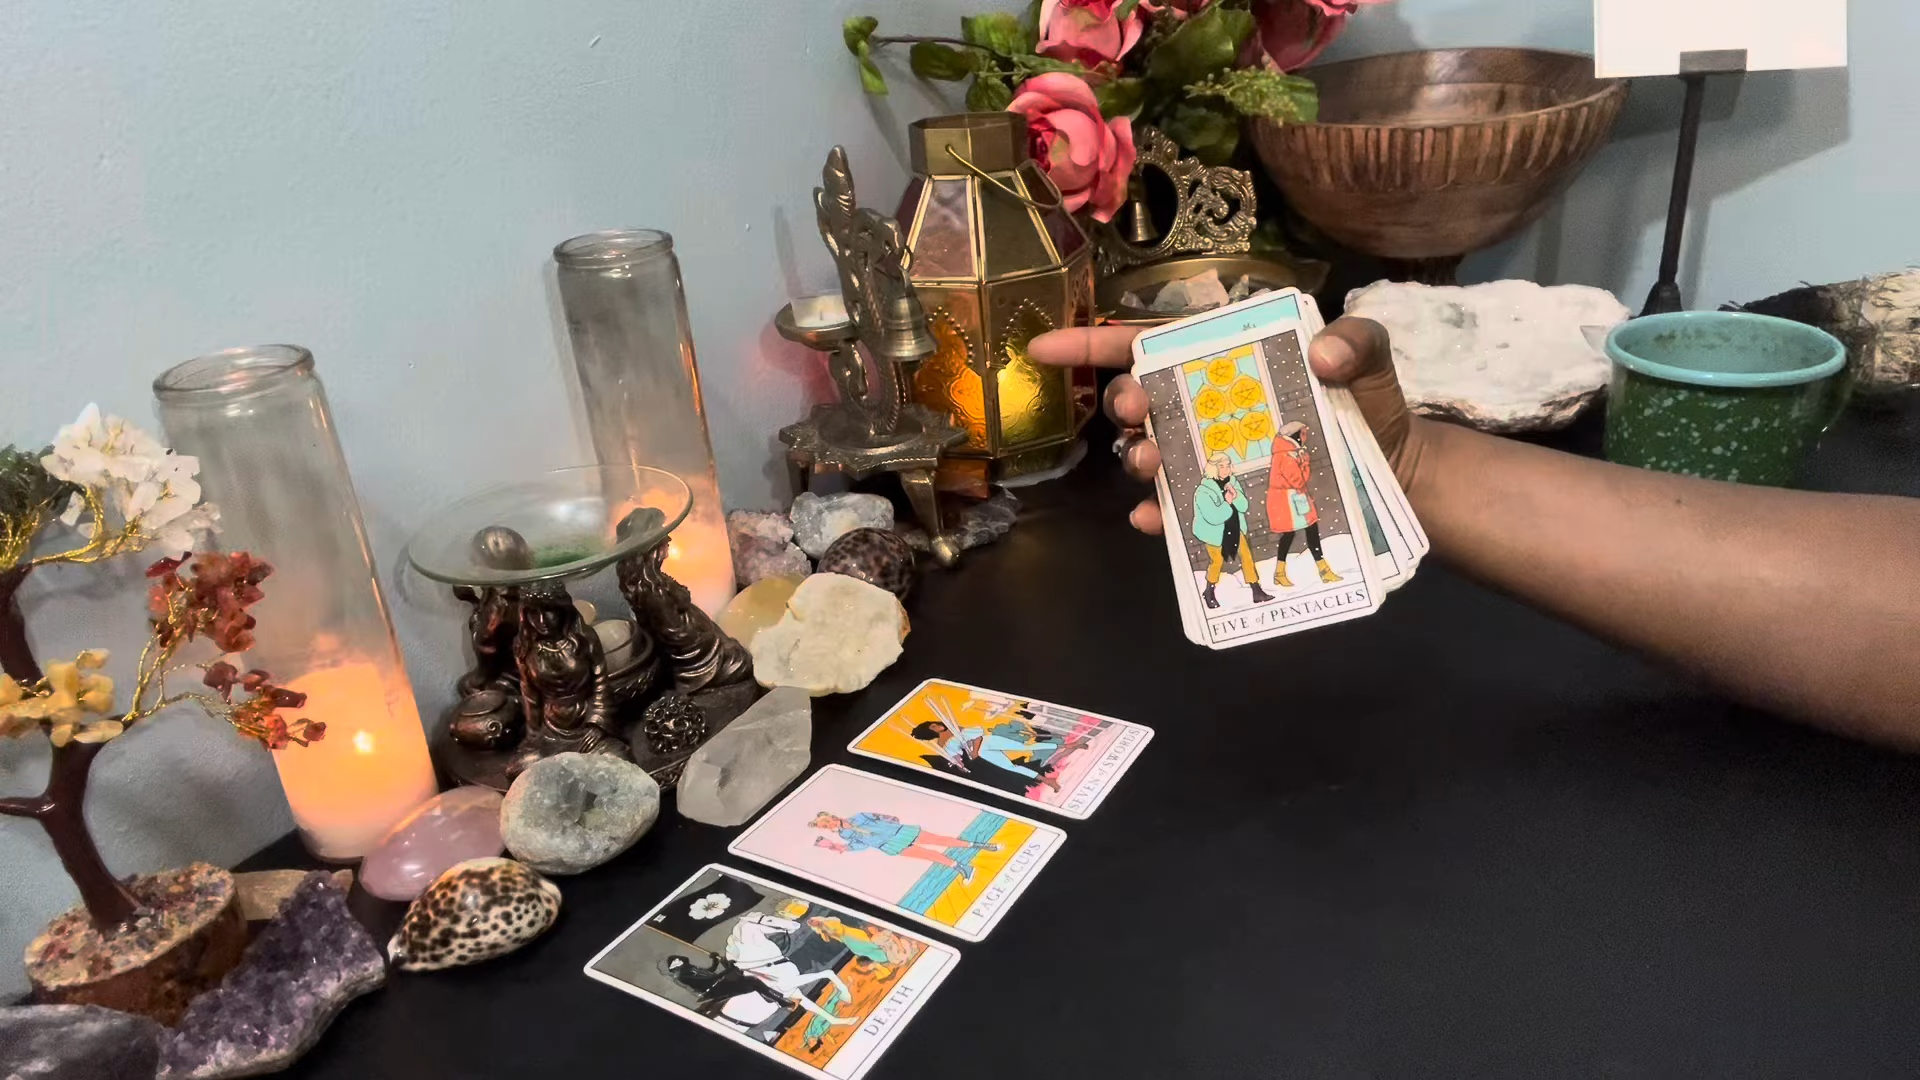 FIVE of PENTACLES
SEVEN of SWORDS
PAGE of CUPS
DEATH